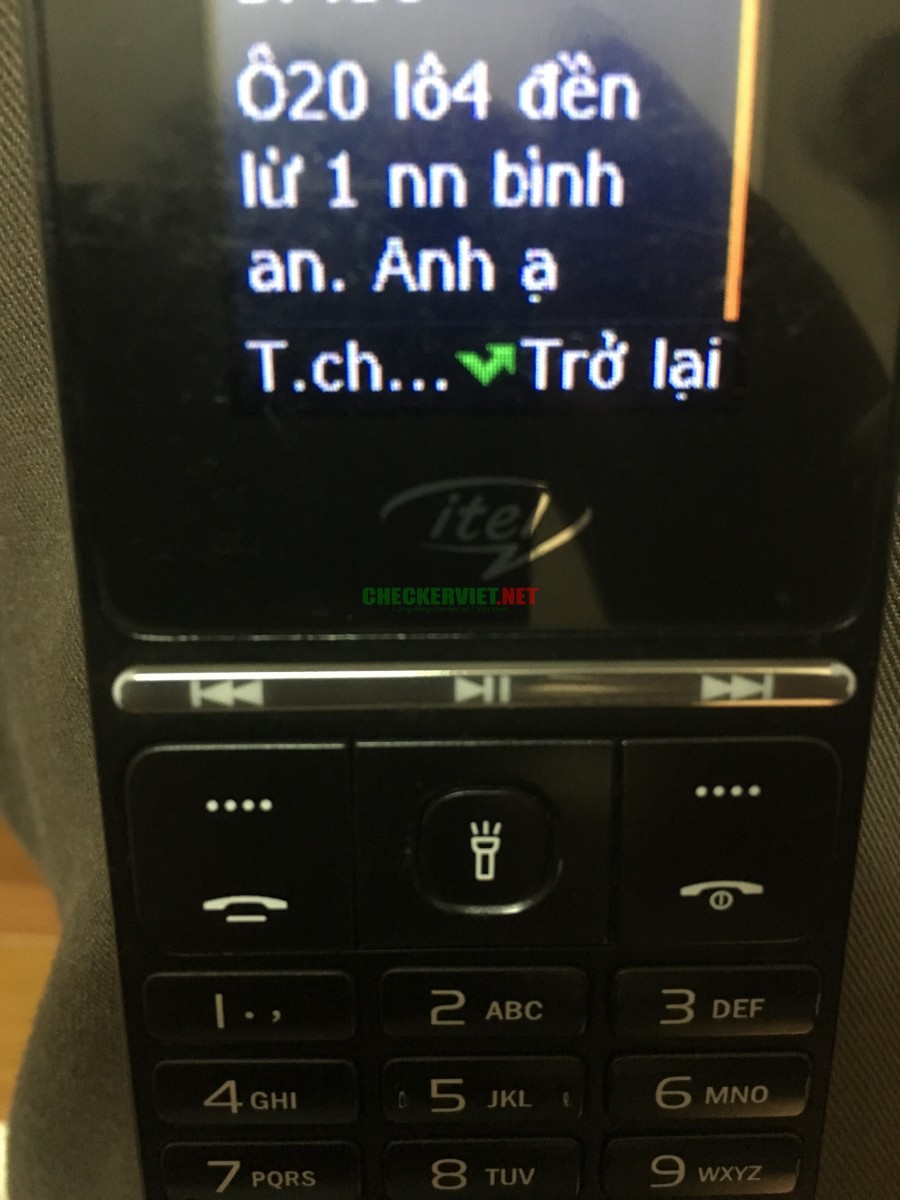 Ô20 lô4 đền
lừ 1 nn bình
an. Anh ạ
T.ch... Trở lại
itel
CHECKERVIET.NET
1 . ,
2 ABC
3 DEF
4 GHI
5 JKL
6 MNO
7 PQRS
8 TUV
9 WXYZ